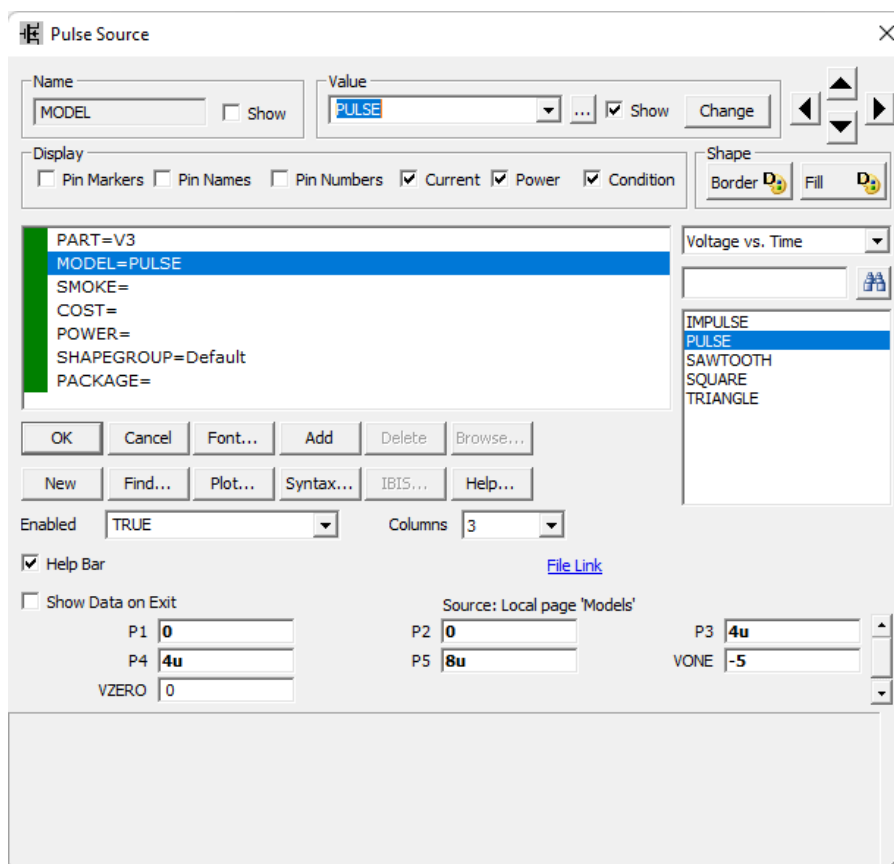 Pulse Source
Name
MODEL
Show
Value
PULSE
...
Show
Change
Display
Pin Markers
Pin Names
Pin Numbers
Current
Power
Condition
Shape
Border
Fill
PART=V3
MODEL=PULSE
SMOKE=
COST=
POWER=
SHAPEGROUP=Default
PACKAGE=
Voltage vs. Time
IMPULSE
PULSE
SAWTOOTH
SQUARE
TRIANGLE
OK
Cancel
Font...
Add
Delete
Browse...
New
Find...
Plot...
Syntax...
IBIS...
Help...
Enabled
TRUE
Columns
3
Help Bar
File Link
Show Data on Exit
Source: Local page 'Models'
P1 0
P2 0
P3 4u
P4 4u
P5 8u
VONE -5
VZERO 0